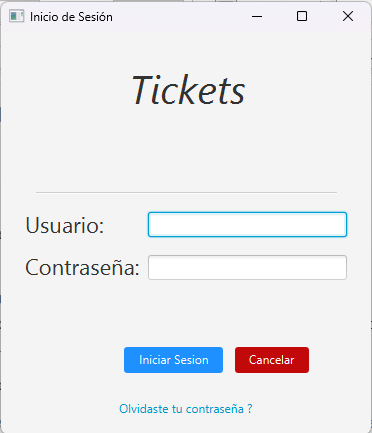 Inicio de Sesión
Tickets
Usuario:
Contraseña:
Iniciar Sesion Cancelar
Olvidaste tu contraseña ?